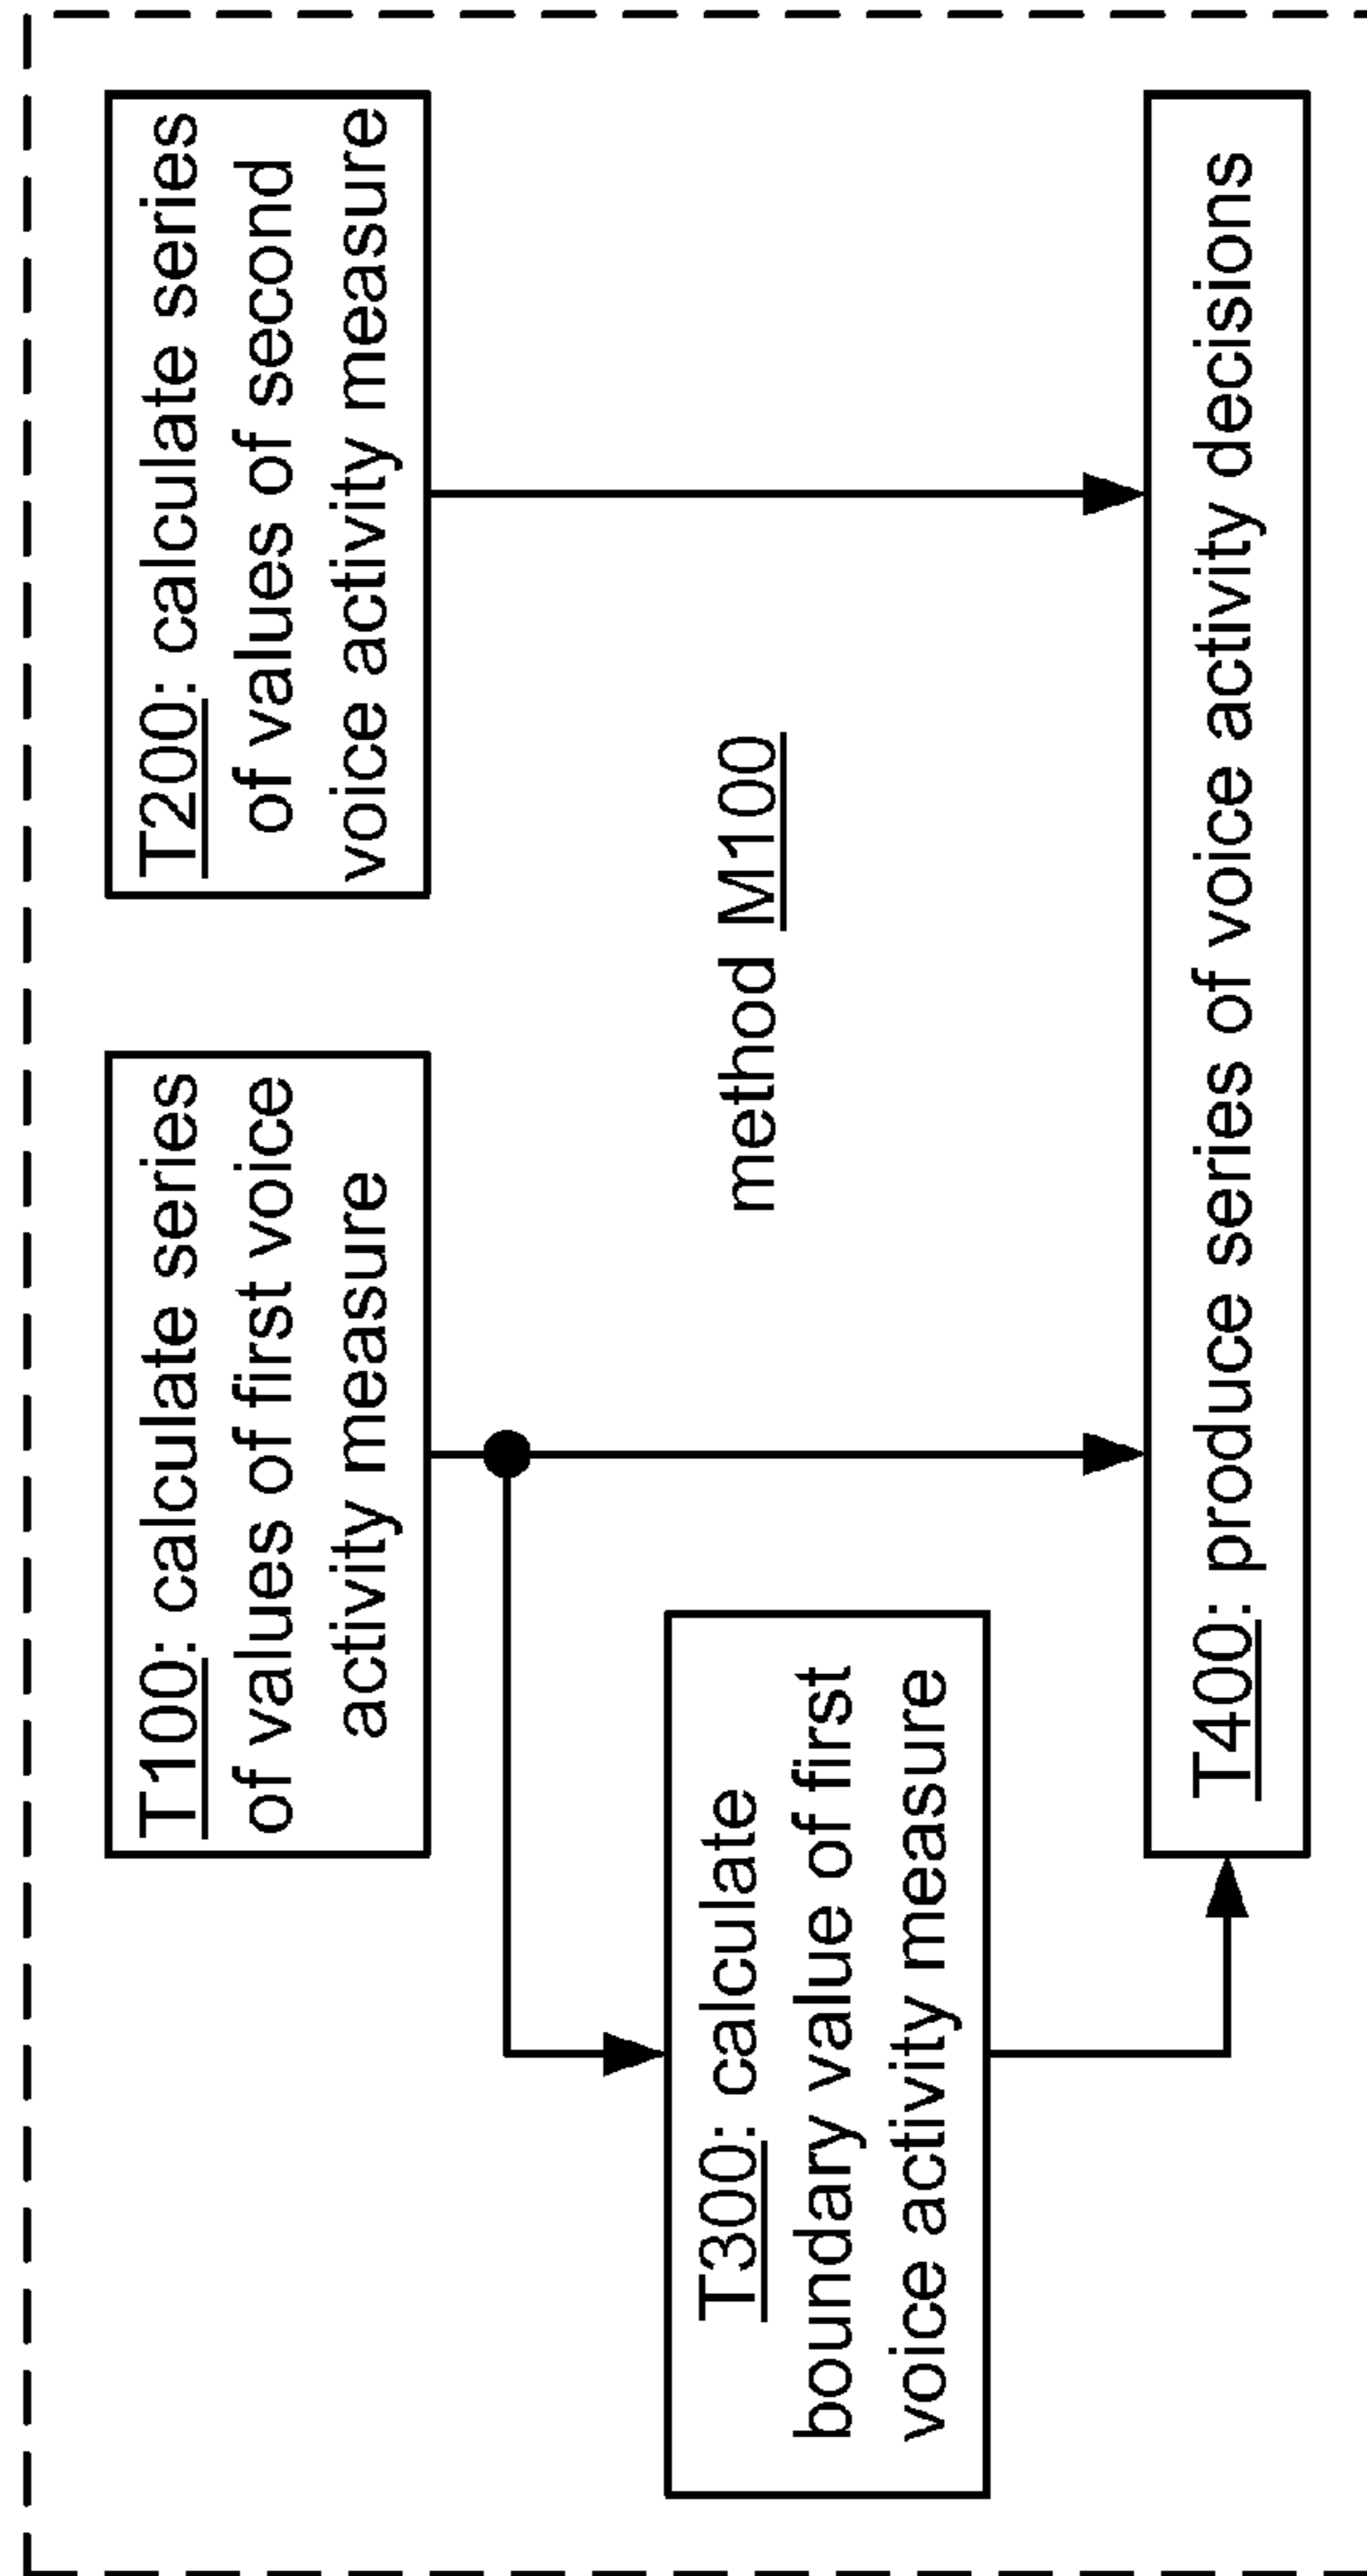 T100: calculate series
of values of first voice
activity measure
T200: calculate series
of values of second
voice activity measure
T300: calculate
boundary value of first
voice activity measure
method M100
T400: produce series of voice activity decisions